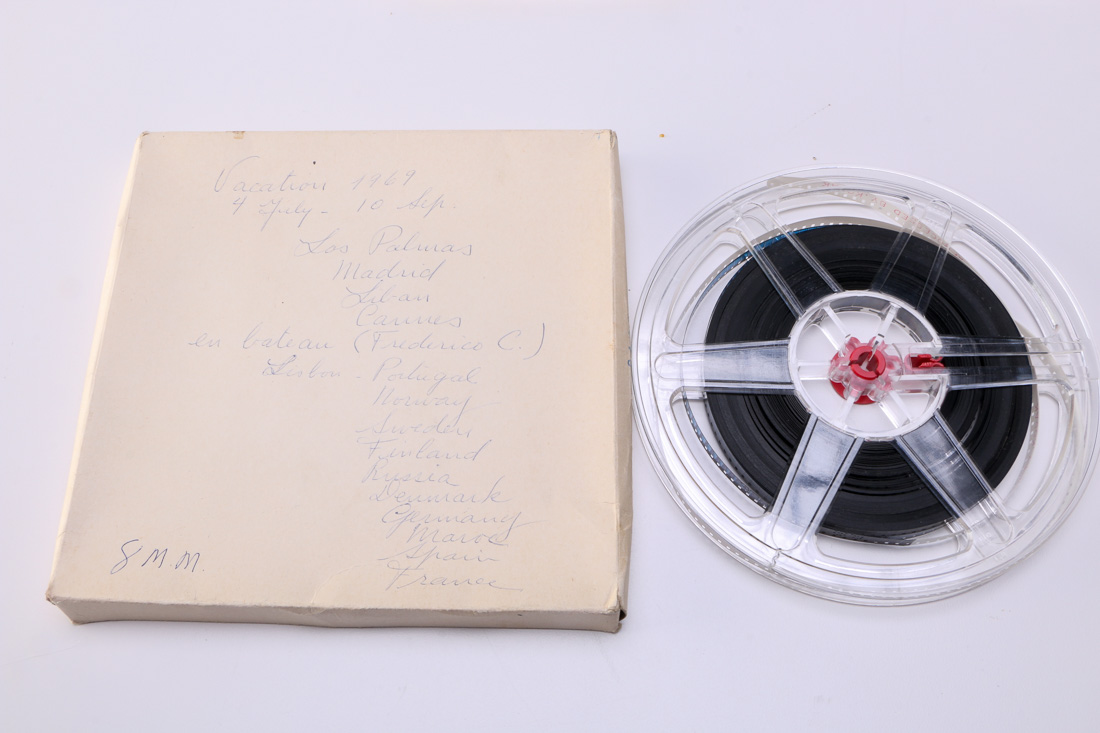 Vacation 1969
4 July - 10 Sep.
Las Palmas
Madrid
Liban
Cannes
en bateau (Frederico C.)
Lisbon - Portugal
Norway
Sweden
Finland
Russia
Denmark
Germany
Maroc
Spain
France
8 M.M.